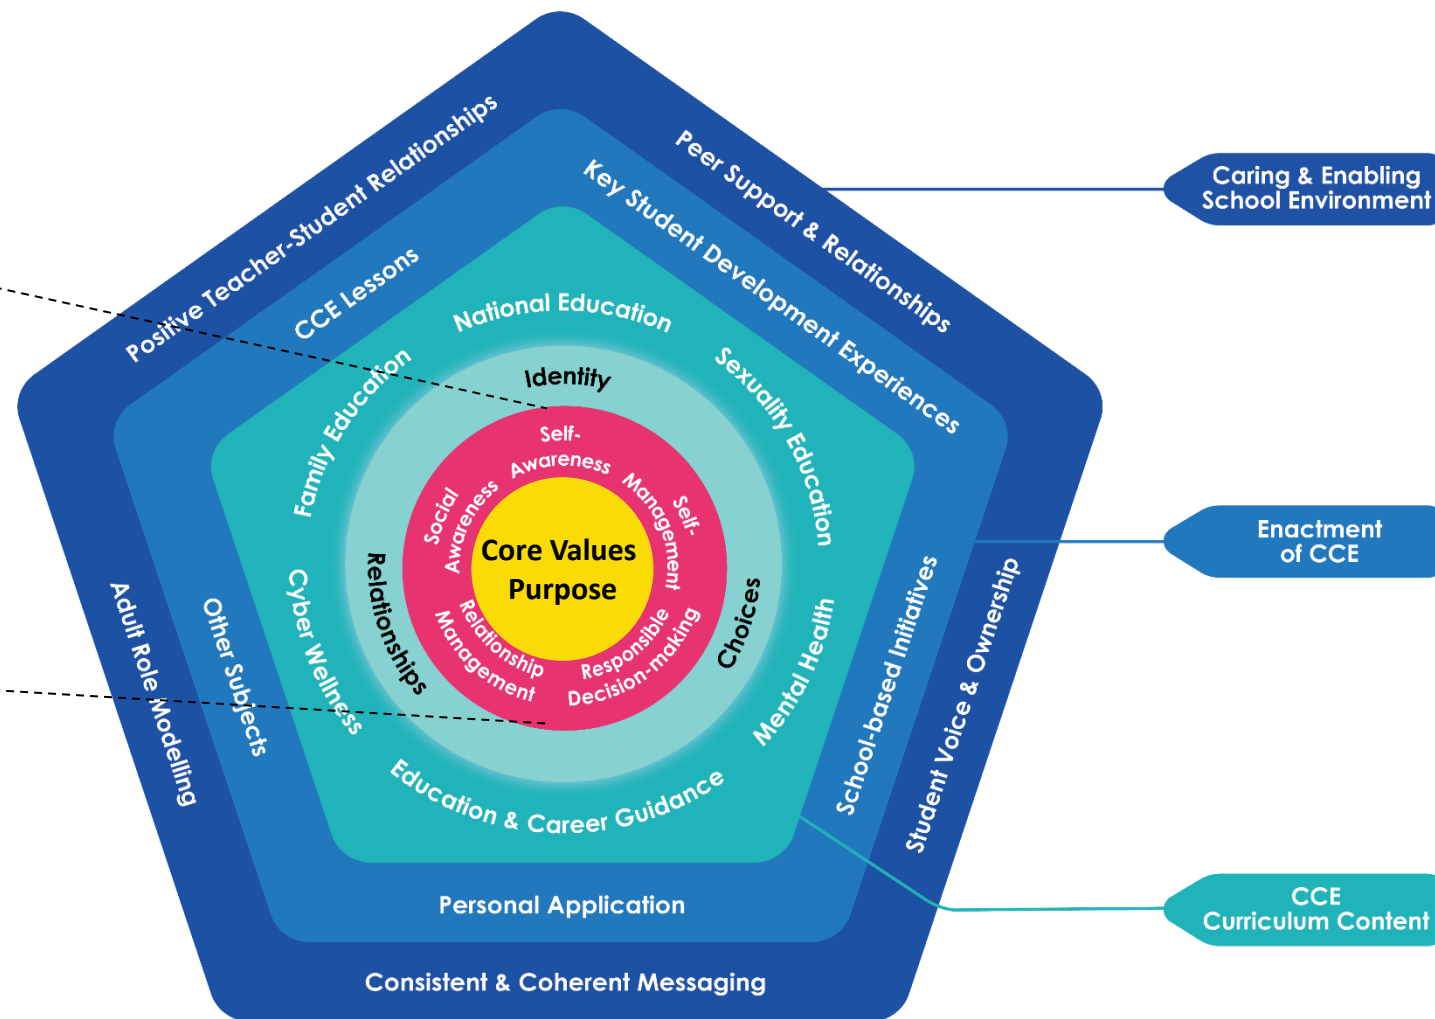 Positive Teacher-Student Relationships
Peer Support & Relationships
Student Voice & Ownership
Consistent & Coherent Messaging
Adult Role Modelling
CCE Lessons
Key Student Development Experiences
School-based Initiatives
Personal Application
Other Subjects
National Education
Sexuality Education
Mental Health
Education & Career Guidance
Cyber Wellness
Family Education
Identity
Choices
Relationships
Self-
Awareness
Self-
Management
Responsible
Decision-making
Relationship
Management
Social
Awareness
Core Values
Purpose
Caring & Enabling
School Environment
Enactment
of CCE
CCE
Curriculum Content